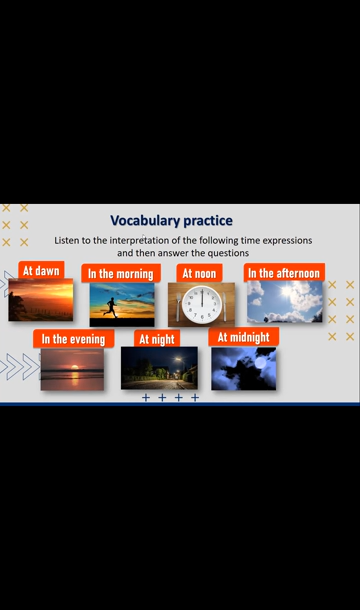 Vocabulary practice
Listen to the interpretation of the following time expressions
and then answer the questions
At dawn
In the morning
At noon
In the afternoon
In the evening
At night
At midnight